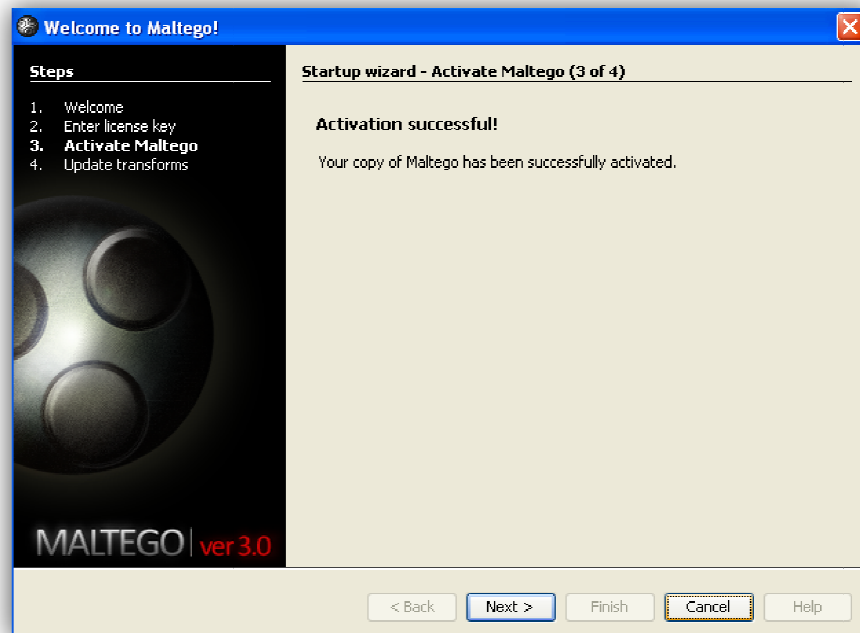 Welcome to Maltego!
Steps
1. Welcome
2. Enter license key
3. Activate Maltego
4. Update transforms
MALTEGO ver 3.0
Startup wizard - Activate Maltego (3 of 4)
Activation successful!
Your copy of Maltego has been successfully activated.
< Back Next > Finish Cancel Help